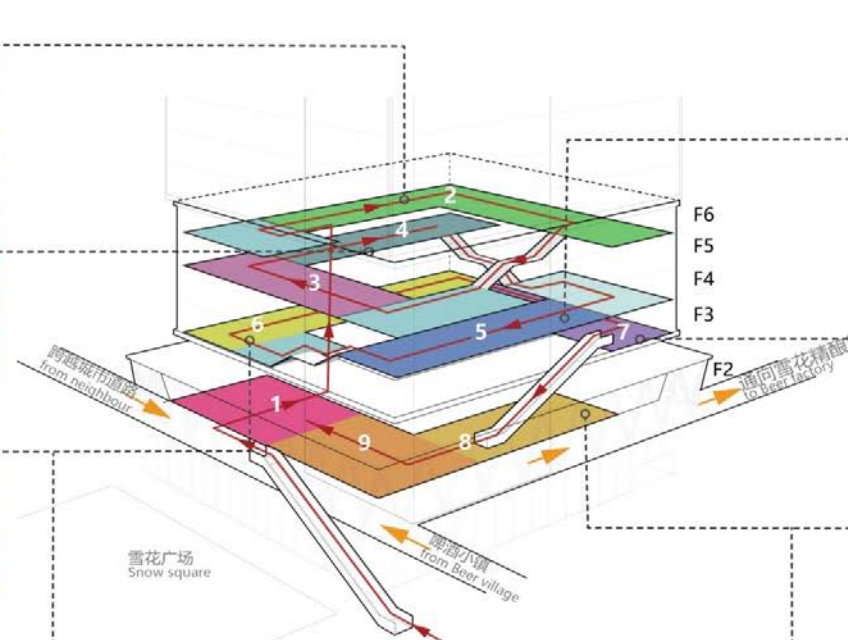 2
F6
4
F5
3
F4
F3
6
5
7
F2
跨越城市道路
from neighbour
通向雪花精酿
to Beer factory
1
9
8
雪花广场
Snow square
啤酒小镇
from Beer village